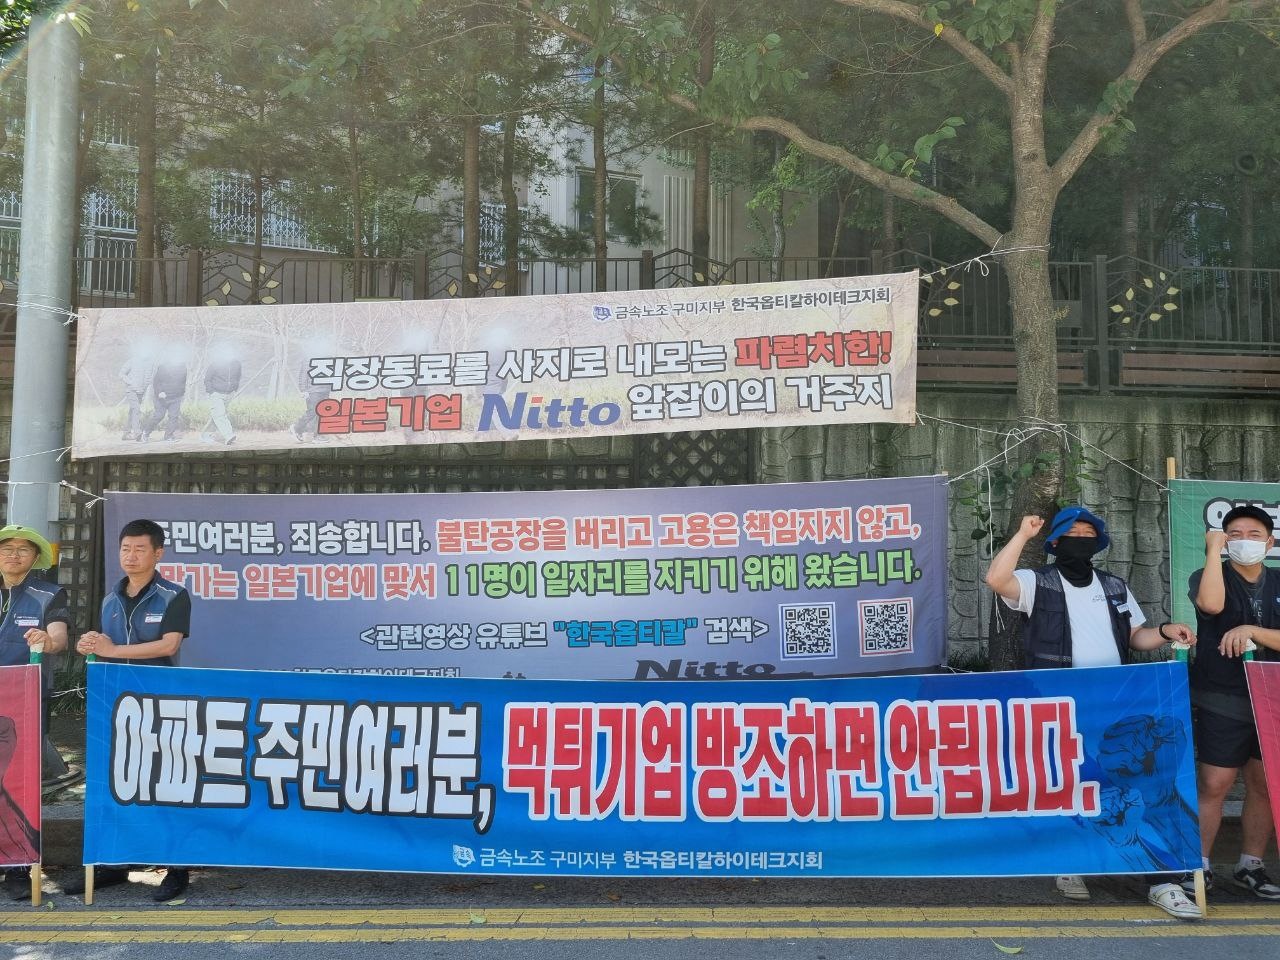 금속노조 구미지부 한국옵티칼하이테크지회
직장동료를 사지로 내모는 파렴치한!
일본기업 Nitto 앞잡이의 거주지
주민여러분, 죄송합니다. 불탄공장을 버리고 고용은 책임지지 않고,
일본기업에 맞서 11명이 일자리를 지키기 위해 왔습니다.
<관련영상 유튜브 "한국옵티칼" 검색>
Nitto
아파트 주민여러분, 먹튀기업 방조하면 안됩니다.
금속노조 구미지부 한국옵티칼하이테크지회